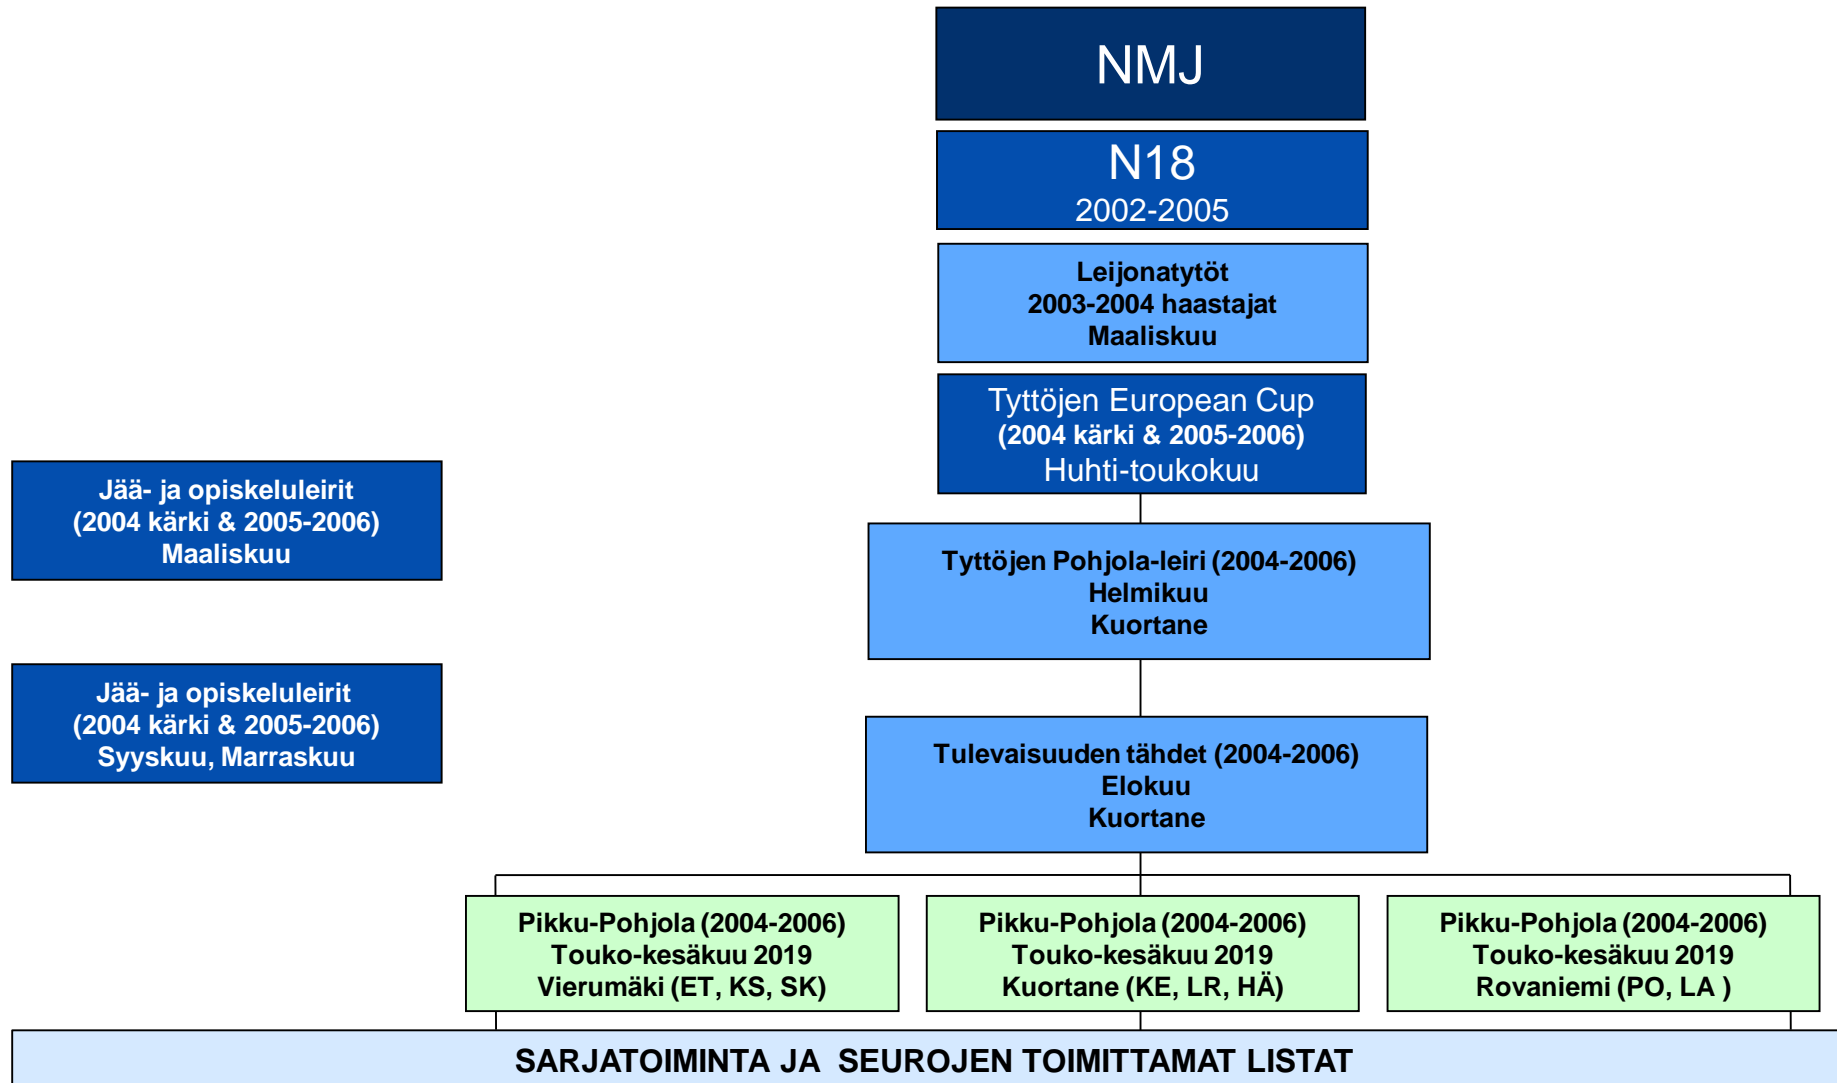 NMJ
N18
2002-2005
Leijonatytöt
2003-2004 haastajat
Maaliskuu
Tyttöjen European Cup
(2004 kärki & 2005-2006)
Huhti-toukokuu
Jää- ja opiskeluleirit
(2004 kärki & 2005-2006)
Maaliskuu
Tyttöjen Pohjola-leiri (2004-2006)
Helmikuu
Kuortane
Jää- ja opiskeluleirit
(2004 kärki & 2005-2006)
Syyskuu, Marraskuu
Tulevaisuuden tähdet (2004-2006)
Elokuu
Kuortane
Pikku-Pohjola (2004-2006)
Touko-kesäkuu 2019
Vierumäki (ET, KS, SK)
Pikku-Pohjola (2004-2006)
Touko-kesäkuu 2019
Kuortane (KE, LR, HÄ)
Pikku-Pohjola (2004-2006)
Touko-kesäkuu 2019
Rovaniemi (PO, LA )
SARJATOIMINTA JA  SEUROJEN TOIMITTAMAT LISTAT